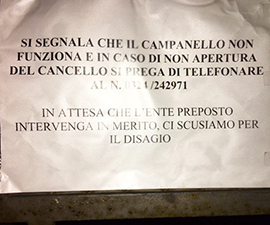 SI SEGNALA CHE IL CAMPANELLO NON
FUNZIONA E IN CASO DI NON APERTURA
DEL CANCELLO SI PREGA DI TELEFONARE
AL N. 0324 /242971
IN ATTESA CHE L'ENTE PREPOSTO
INTERVENGA IN MERITO, CI SCUSIAMO PER
IL DISAGIO